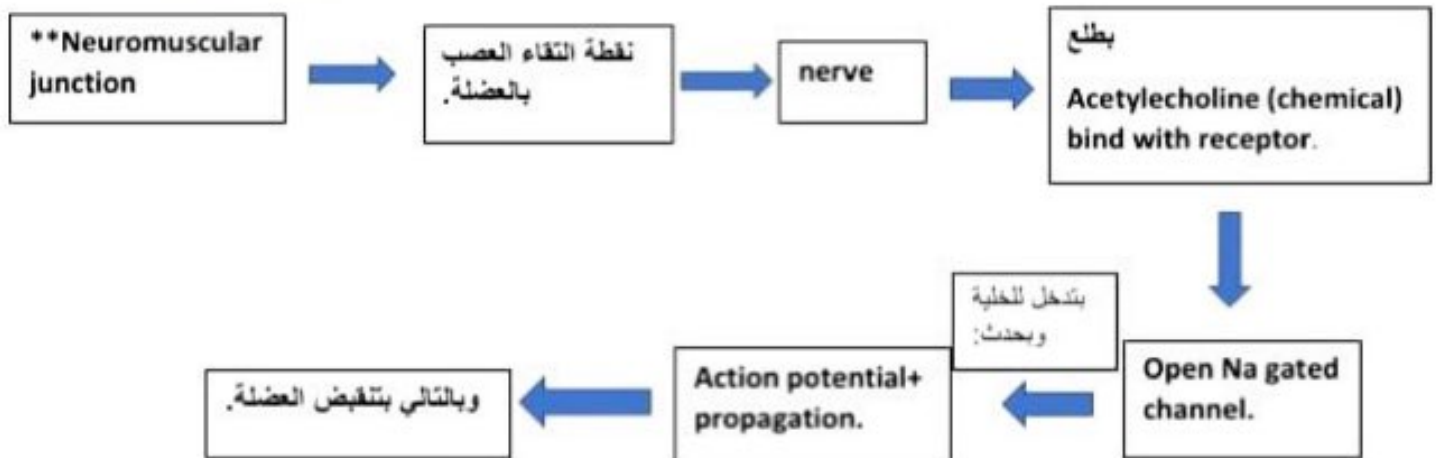 **Neuromuscular
junction
نقطة التقاء العصب
بالعضلة.
nerve
بطلع
Acetylecholine (chemical)
bind with receptor.
Open Na gated
channel.
بتدخل للخلية
وبحدث:
Action potential+
propagation.
وبالتالي بتنقبض العضلة.